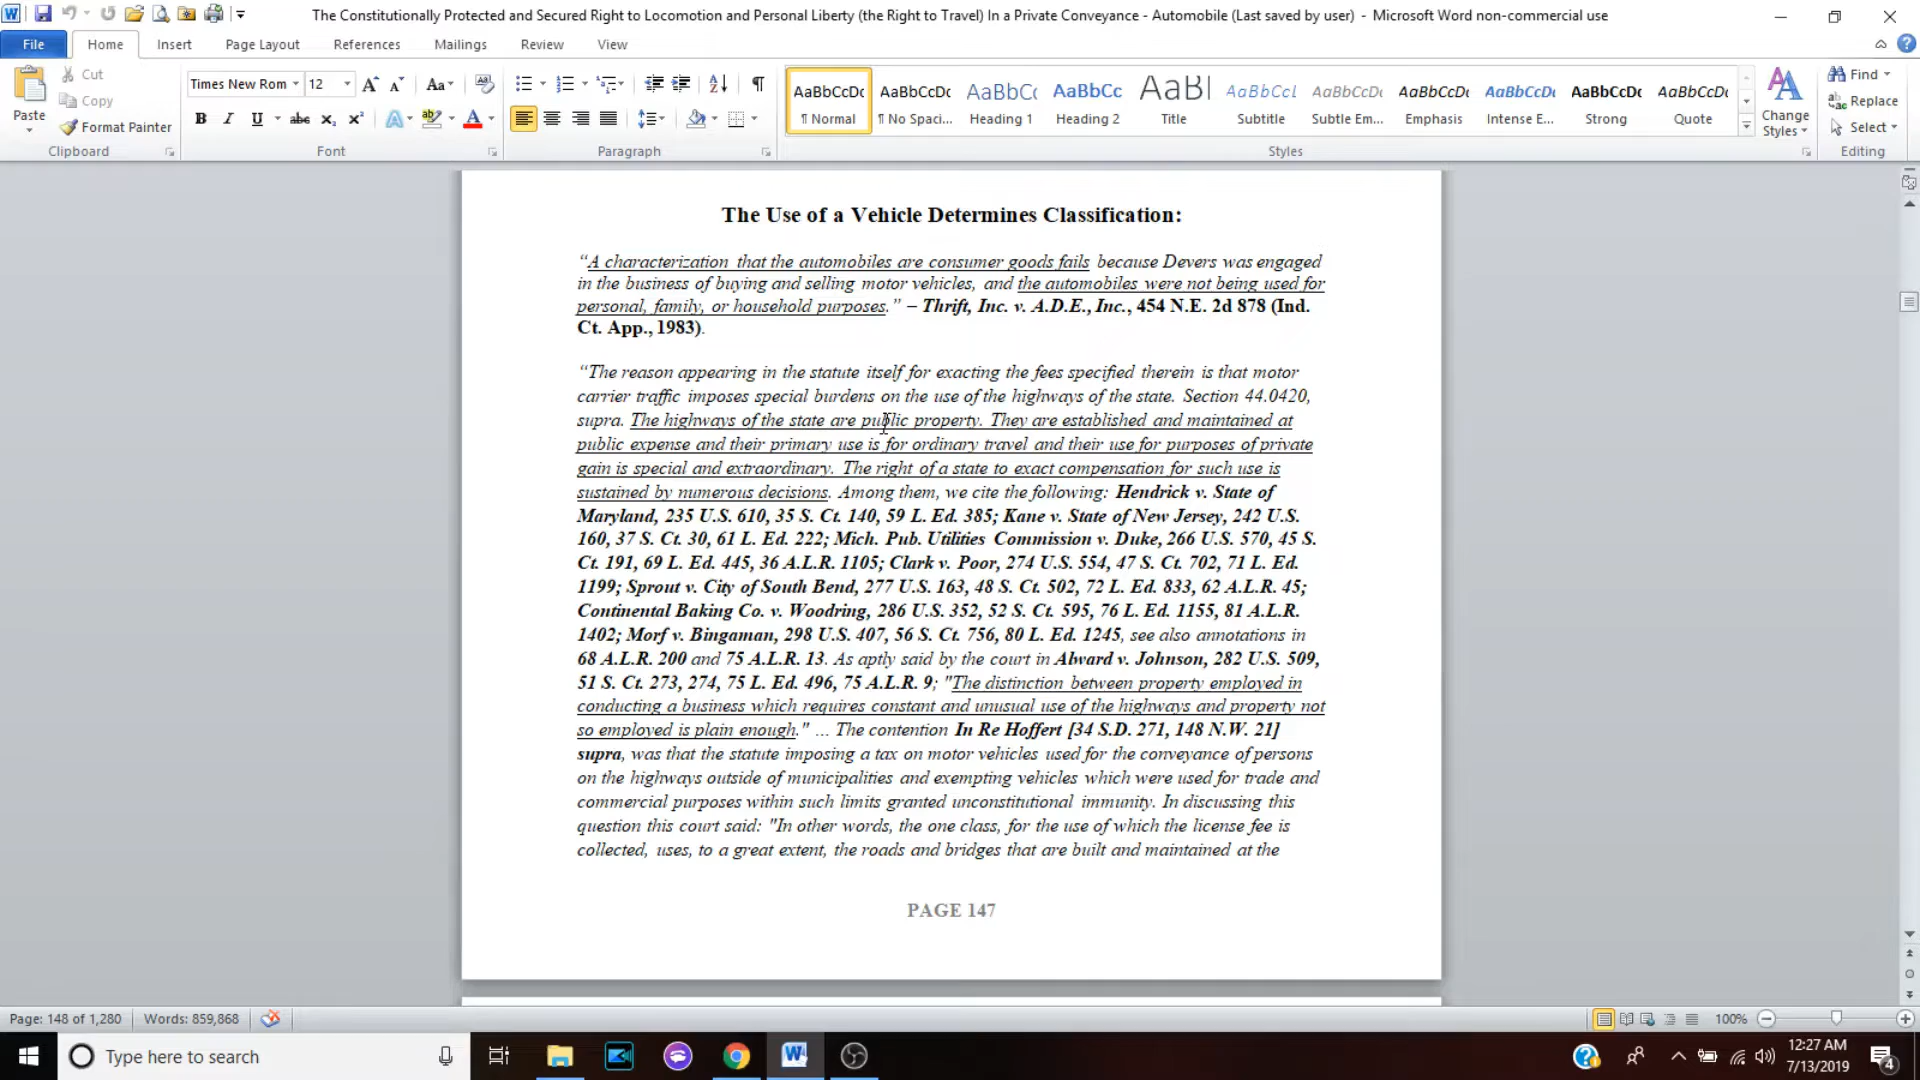 The Constitutionally Protected and Secured Right to Locomotion and Personal Liberty (the Right to Travel) In a Private Conveyance - Automobile (Last saved by user) - Microsoft Word non-commercial use
File Home Insert Page Layout References Mailings Review View
Paste
Cut
Copy
Format Painter
Clipboard
Times New Rom 12
Font
Paragraph
AaBbCcDc AaBbCcDc AaBbC( AaBbCc AaB AaBbCcL AaBbCcDc AaBbCcDc AaBbCcDc AaBbCcDc AaBbCcDc
¶ Normal ¶ No Spaci... Heading 1 Heading 2 Title Subtitle Subtle Em... Emphasis Intense E... Strong Quote
Change
Styles
Styles
Find
Replace
Select
Editing
The Use of a Vehicle Determines Classification:
“A characterization that the automobiles are consumer goods fails because Devers was engaged
in the business of buying and selling motor vehicles, and the automobiles were not being used for
personal, family, or household purposes.” – Thrift, Inc. v. A.D.E., Inc., 454 N.E. 2d 878 (Ind.
Ct. App., 1983).
“The reason appearing in the statute itself for exacting the fees specified therein is that motor
carrier traffic imposes special burdens on the use of the highways of the state. Section 44.0420,
supra. The highways of the state are public property. They are established and maintained at
public expense and their primary use is for ordinary travel and their use for purposes of private
gain is special and extraordinary. The right of a state to exact compensation for such use is
sustained by numerous decisions. Among them, we cite the following: Hendrick v. State of
Maryland, 235 U.S. 610, 35 S. Ct. 140, 59 L. Ed. 385; Kane v. State of New Jersey, 242 U.S.
160, 37 S. Ct. 30, 61 L. Ed. 222; Mich. Pub. Utilities Commission v. Duke, 266 U.S. 570, 45 S.
Ct. 191, 69 L. Ed. 445, 36 A.L.R. 1105; Clark v. Poor, 274 U.S. 554, 47 S. Ct. 702, 71 L. Ed.
1199; Sprout v. City of South Bend, 277 U.S. 163, 48 S. Ct. 502, 72 L. Ed. 833, 62 A.L.R. 45;
Continental Baking Co. v. Woodring, 286 U.S. 352, 52 S. Ct. 595, 76 L. Ed. 1155, 81 A.L.R.
1402; Morf v. Bingaman, 298 U.S. 407, 56 S. Ct. 756, 80 L. Ed. 1245, see also annotations in
68 A.L.R. 200 and 75 A.L.R. 13. As aptly said by the court in Alward v. Johnson, 282 U.S. 509,
51 S. Ct. 273, 274, 75 L. Ed. 496, 75 A.L.R. 9; "The distinction between property employed in
conducting a business which requires constant and unusual use of the highways and property not
so employed is plain enough." ... The contention In Re Hoffert [34 S.D. 271, 148 N.W. 21]
supra, was that the statute imposing a tax on motor vehicles used for the conveyance of persons
on the highways outside of municipalities and exempting vehicles which were used for trade and
commercial purposes within such limits granted unconstitutional immunity. In discussing this
question this court said: "In other words, the one class, for the use of which the license fee is
collected, uses, to a great extent, the roads and bridges that are built and maintained at the
PAGE 147
Page: 148 of 1,280 Words: 859,868 100%
Type here to search
12:27 AM
7/13/2019
4